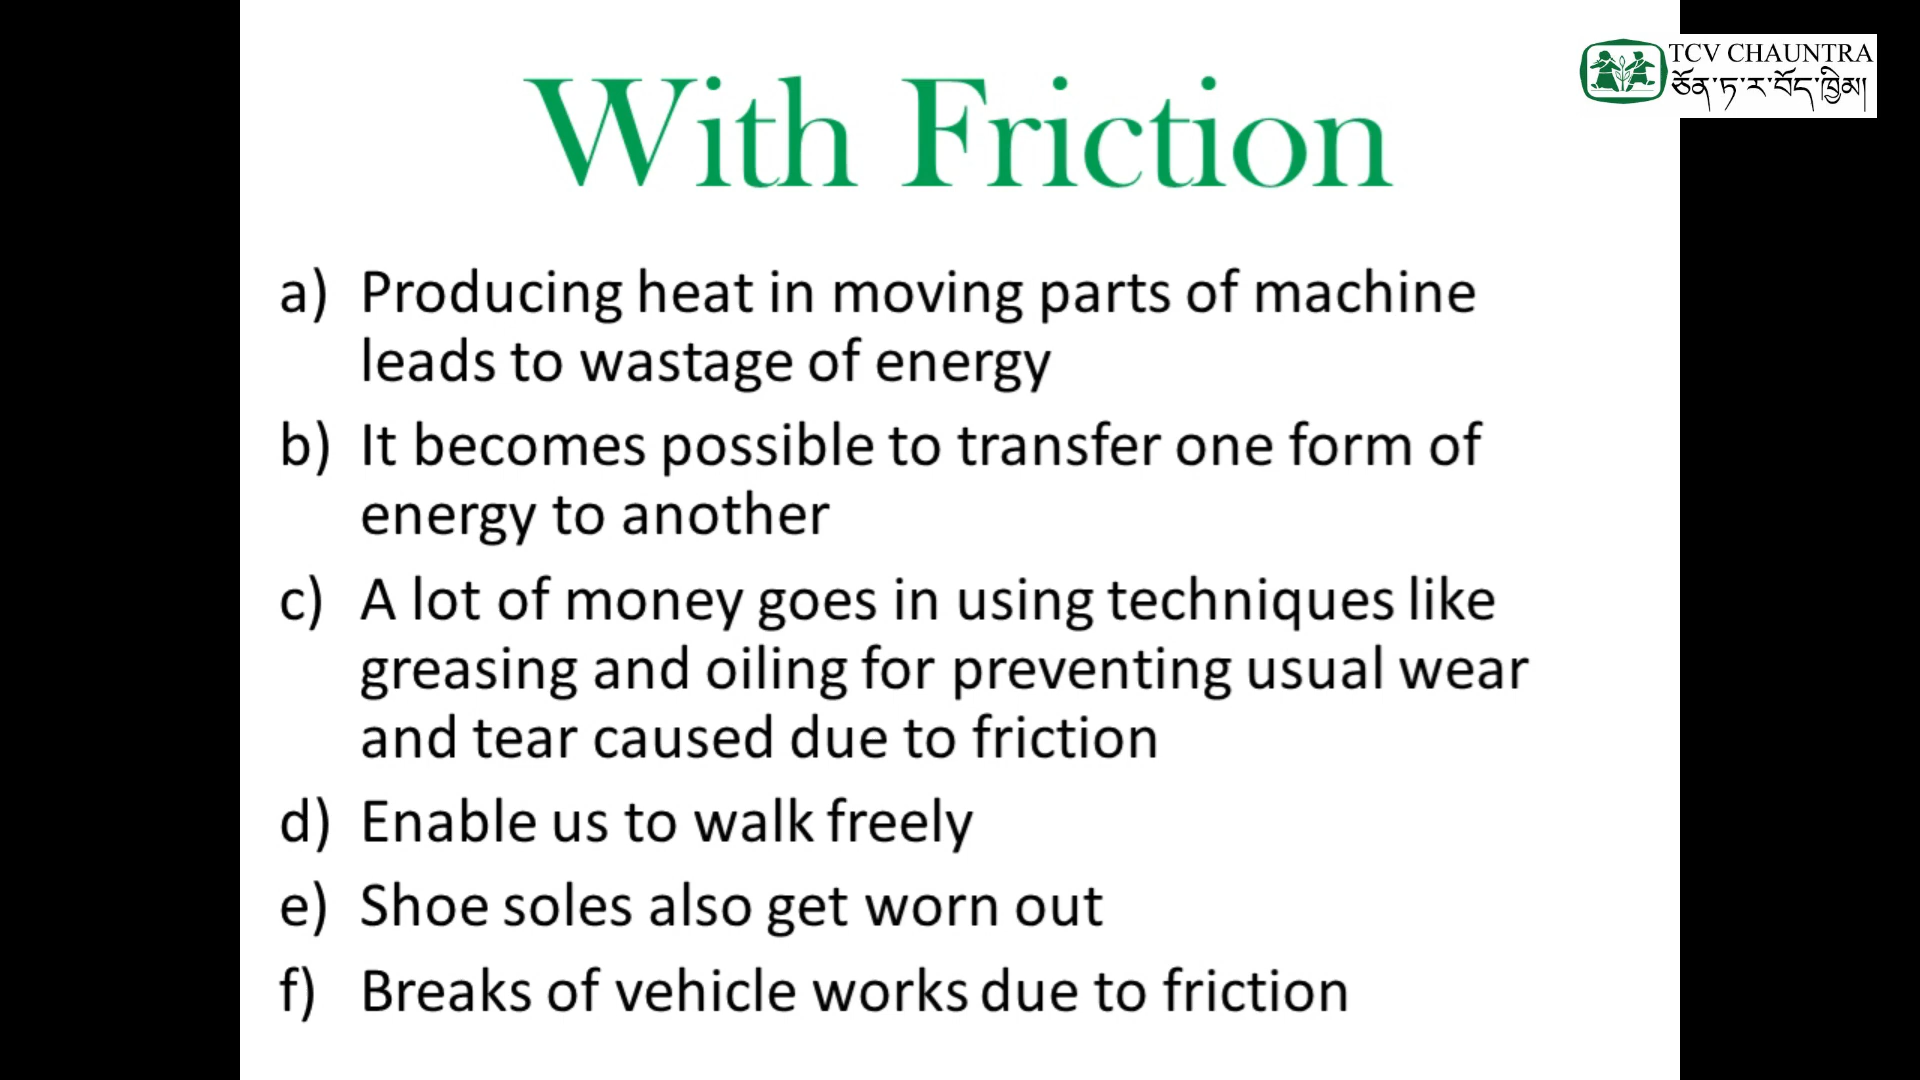 TCV CHAUNTRA
ཆོན་ཏ་ར་བོད་ཁྱིམ།
With Friction
a) Producing heat in moving parts of machine
leads to wastage of energy
b) It becomes possible to transfer one form of
energy to another
c) A lot of money goes in using techniques like
greasing and oiling for preventing usual wear
and tear caused due to friction
d) Enable us to walk freely
e) Shoe soles also get worn out
f) Breaks of vehicle works due to friction